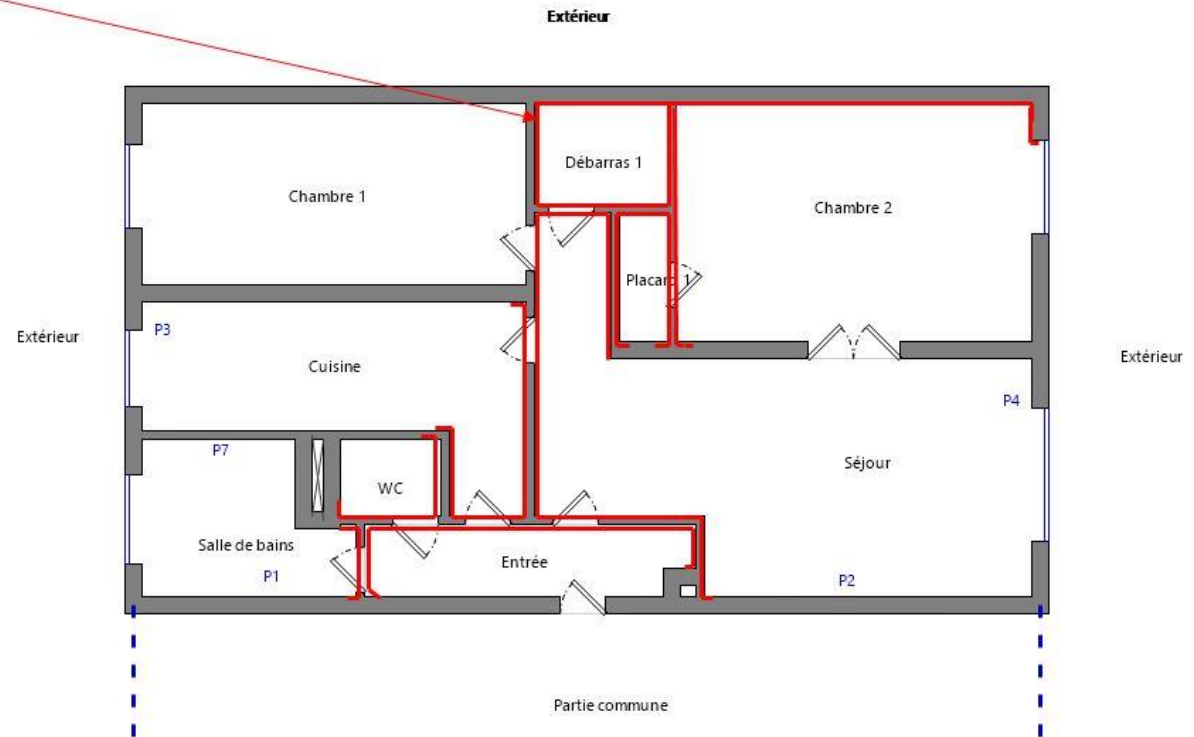 Extérieur
Débarras 1
Chambre 1
Chambre 2
Placard 1
P3
Extérieur
Extérieur
Cuisine
P4
P7
Séjour
WC
Salle de bains
Entrée
P1
P2
Partie commune